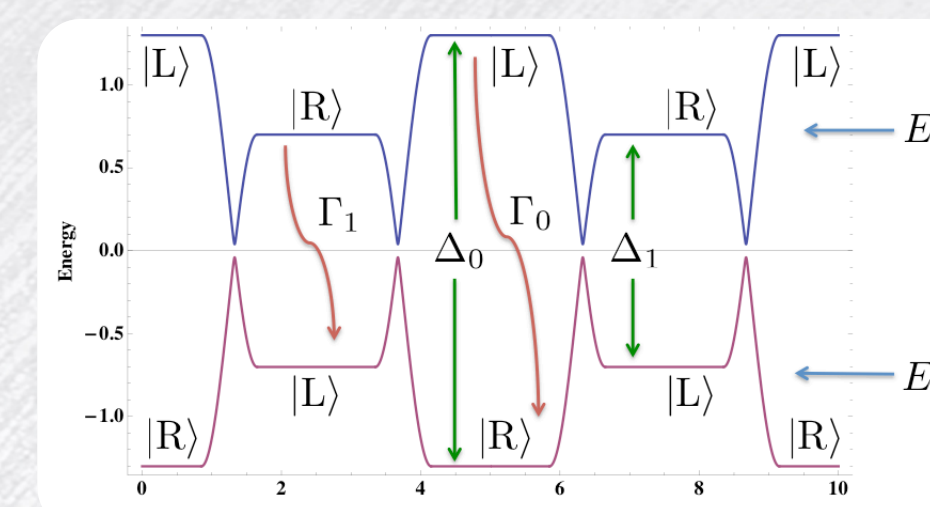 |L⟩ |L⟩ |L⟩
1.0
|R⟩ |R⟩
E
0.5
Γ₁ Γ₀
0.0 Δ₀ Δ₁
Energy
−0.5
E
|L⟩ |L⟩
−1.0
|R⟩ |R⟩ |R⟩
0 2 4 6 8 10